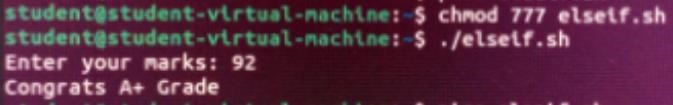 student@student-virtual-machine:~$ chmod 777 elseif.sh
student@student-virtual-machine:~$ ./elseif.sh
Enter your marks: 92
Congrats A+ Grade